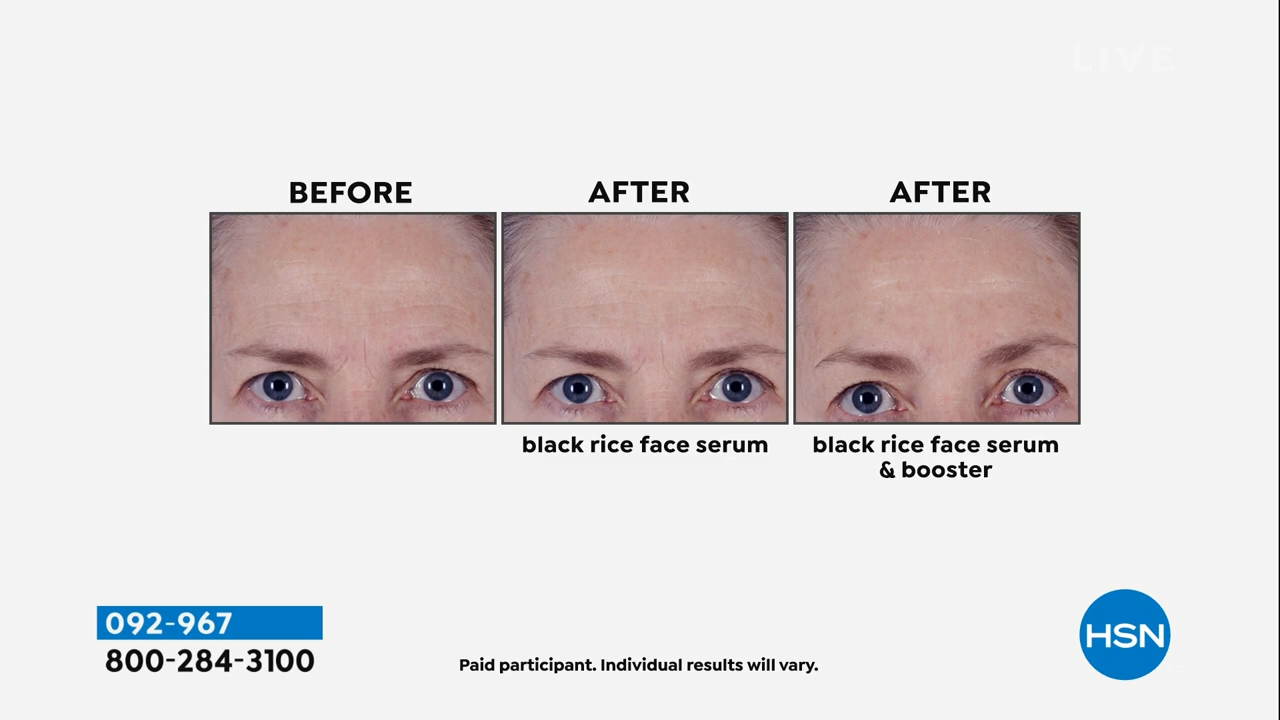 LIVE
BEFORE
AFTER
AFTER
black rice face serum
black rice face serum
& booster
092-967
800-284-3100
Paid participant. Individual results will vary.
HSN